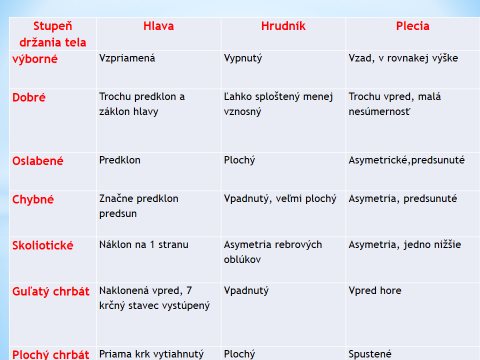 Stupeň držania tela Hlava Hrudník Plecia
výborné Vzpriamená Vypnutý Vzad, v rovnakej výške
Dobré Trochu predklon a záklon hlavy Ľahko sploštený menej vznosný Trochu vpred, malá nesúmernosť
Oslabené Predklon Plochý Asymetrické,predsunuté
Chybné Značne predklon predsun Vpadnutý, veľmi plochý Asymetria, predsunuté
Skoliotické Náklon na 1 stranu Asymetria rebrových oblúkov Asymetria, jedno nižšie
Guľatý chrbát Naklonená vpred, 7 krčný stavec vystúpený Vpadnutý Vpred hore
Plochý chrbát Priama krk vytiahnutý Plochý Spustené